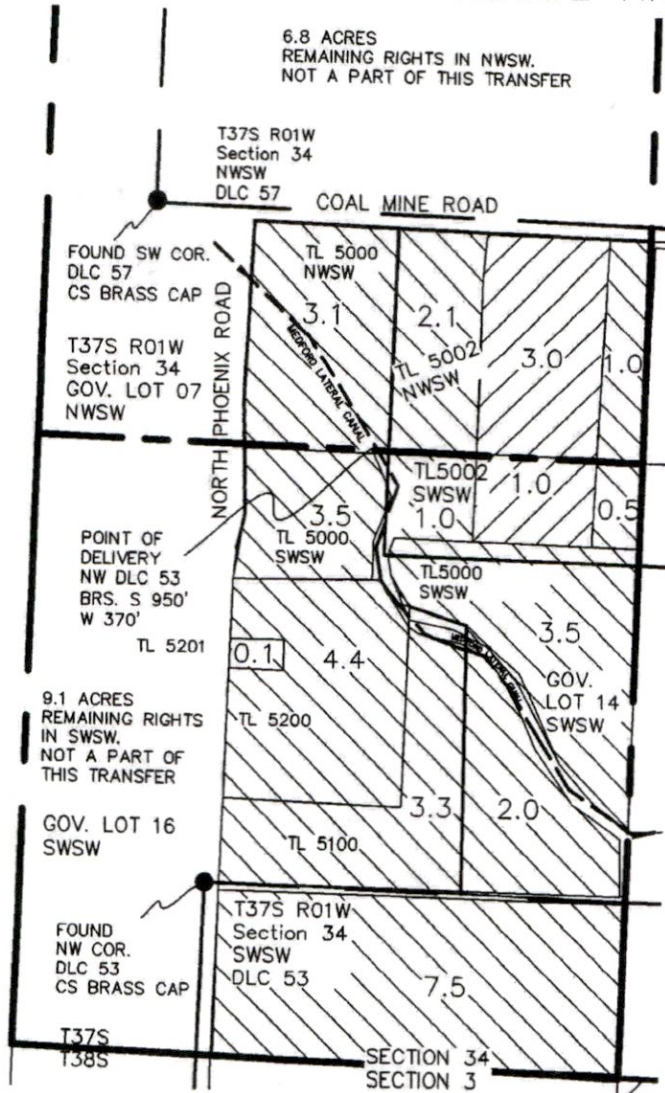 6.8 ACRES
REMAINING RIGHTS IN NWSW.
NOT A PART OF THIS TRANSFER
T37S R01W
Section 34
NWSW
DLC 57
COAL MINE ROAD
FOUND SW COR.
DLC 57
CS BRASS CAP
TL 5000
NWSW
3.1
2.1
TL 5002
NWSW
3.0
1.0
MEDFORD LATERAL CANAL
T37S R01W
Section 34
GOV. LOT 07
NWSW
NORTH PHOENIX ROAD
TL5002
SWSW
1.0
1.0
0.5
3.5
TL 5000
SWSW
POINT OF
DELIVERY
NW DLC 53
BRS. S 950'
W 370'
TL5000
SWSW
3.5
TL 5201
0.1
4.4
GOV.
LOT 14
SWSW
9.1 ACRES
REMAINING RIGHTS
IN SWSW.
NOT A PART OF
THIS TRANSFER
TL 5200
3.3
2.0
GOV. LOT 16
SWSW
TL 5100
FOUND
NW COR.
DLC 53
CS BRASS CAP
T37S R01W
Section 34
SWSW
DLC 53
7.5
T37S
T38S
SECTION 34
SECTION 3